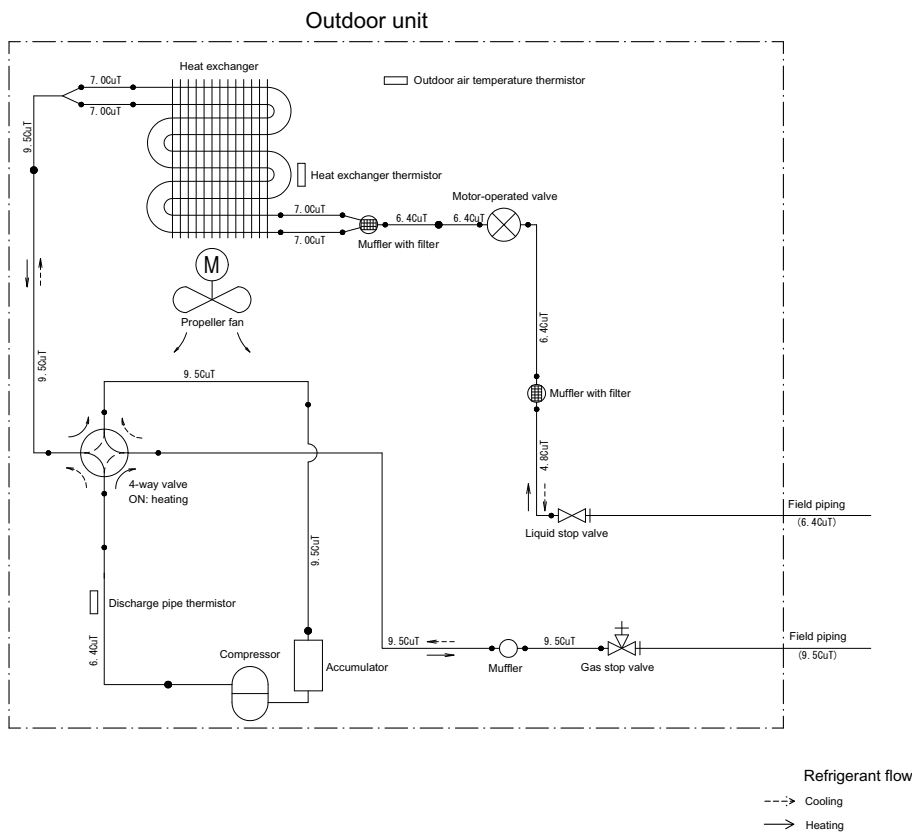 Outdoor unit
Heat exchanger
7.0CuT
7.0CuT
Outdoor air temperature thermistor
9.5CuT
Heat exchanger thermistor
Motor-operated valve
7.0CuT
7.0CuT
6.4CuT
6.4CuT
Muffler with filter
M
Propeller fan
6.4CuT
9.5CuT
9.5CuT
Muffler with filter
4.8CuT
4-way valve
ON: heating
Field piping
(6.4CuT)
Liquid stop valve
9.5CuT
Discharge pipe thermistor
6.4CuT
Compressor
Accumulator
9.5CuT
9.5CuT
Muffler
Gas stop valve
Field piping
(9.5CuT)
Refrigerant flow
Cooling
Heating